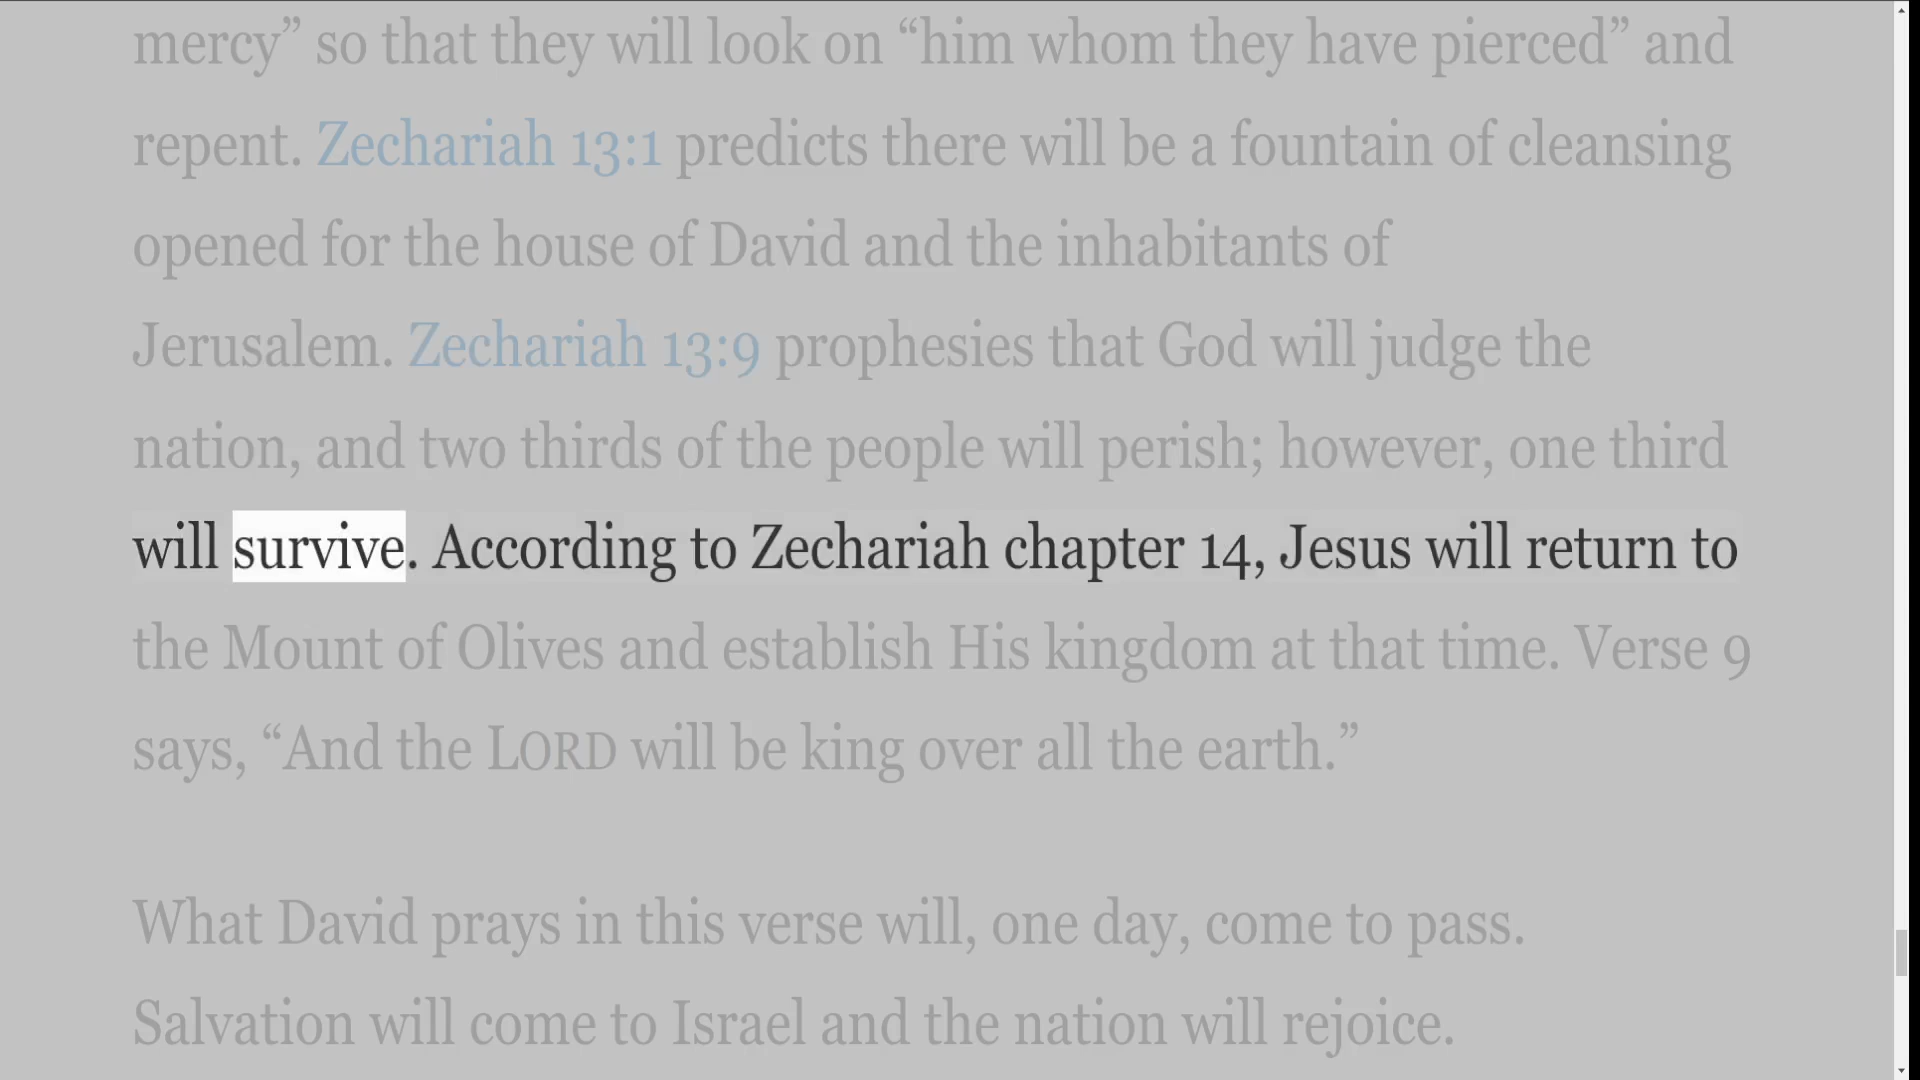 mercy” so that they will look on “him whom they have pierced” and
repent. Zechariah 13:1 predicts there will be a fountain of cleansing
opened for the house of David and the inhabitants of
Jerusalem. Zechariah 13:9 prophesies that God will judge the
nation, and two thirds of the people will perish; however, one third
will survive. According to Zechariah chapter 14, Jesus will return to
the Mount of Olives and establish His kingdom at that time. Verse 9
says, “And the LORD will be king over all the earth.”
What David prays in this verse will, one day, come to pass.
Salvation will come to Israel and the nation will rejoice.